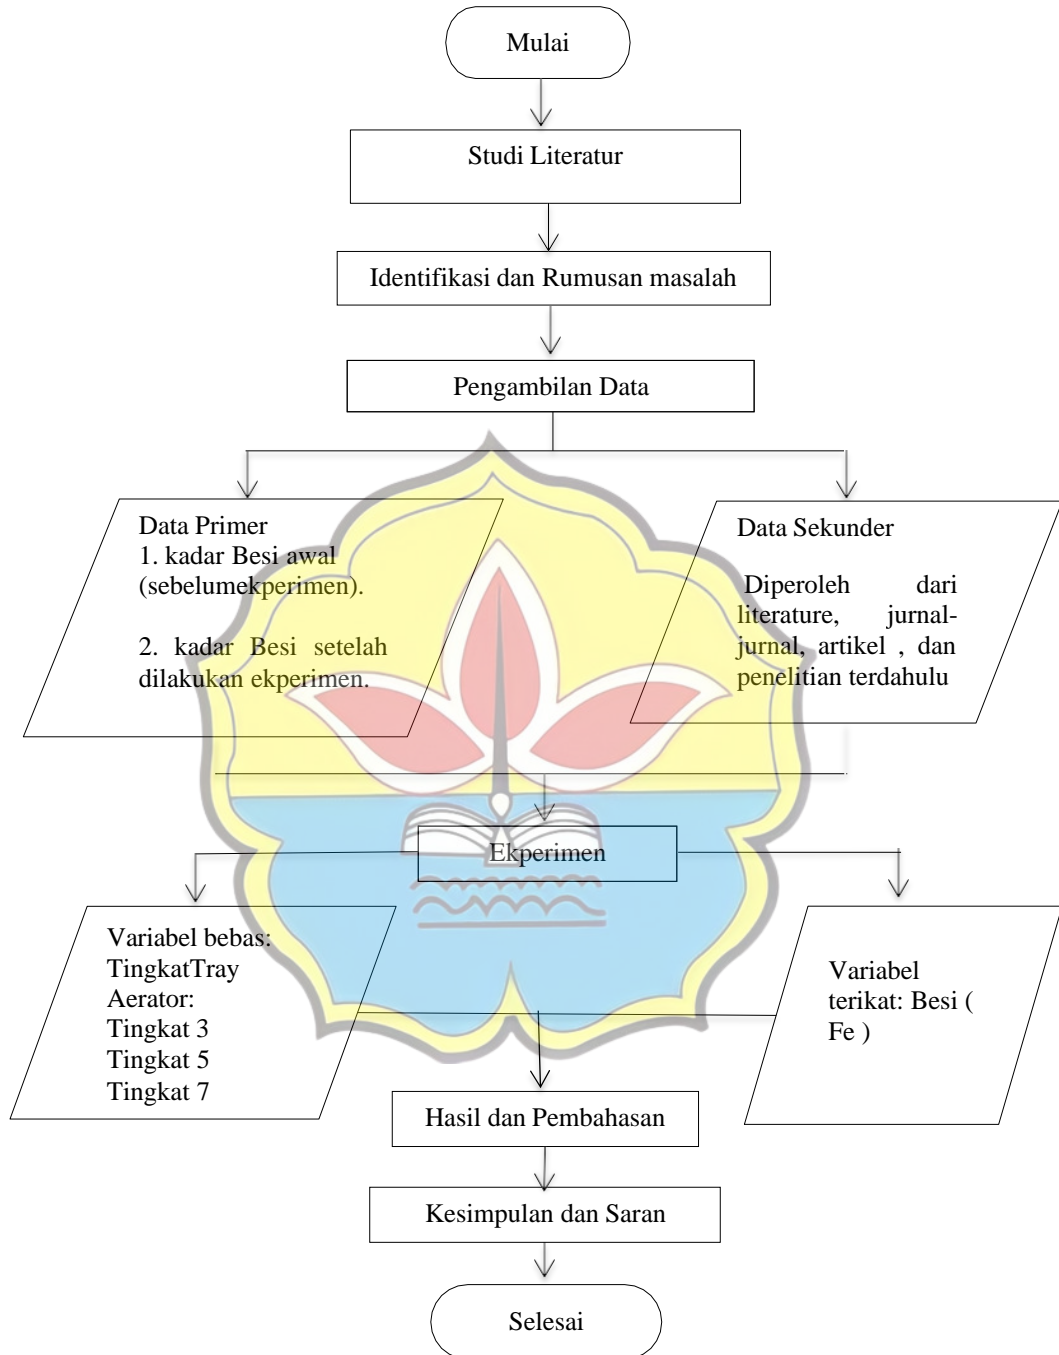 Mulai
Studi Literatur
Identifikasi dan Rumusan masalah
Pengambilan Data
Data Primer
1. kadar Besi awal
(sebelumekperimen).
2. kadar Besi setelah
dilakukan ekperimen.
Data Sekunder
Diperoleh dari
literature, jurnal-
jurnal, artikel , dan
penelitian terdahulu
Ekperimen
Variabel bebas:
TingkatTray
Aerator:
Tingkat 3
Tingkat 5
Tingkat 7
Variabel
terikat: Besi (
Fe )
Hasil dan Pembahasan
Kesimpulan dan Saran
Selesai